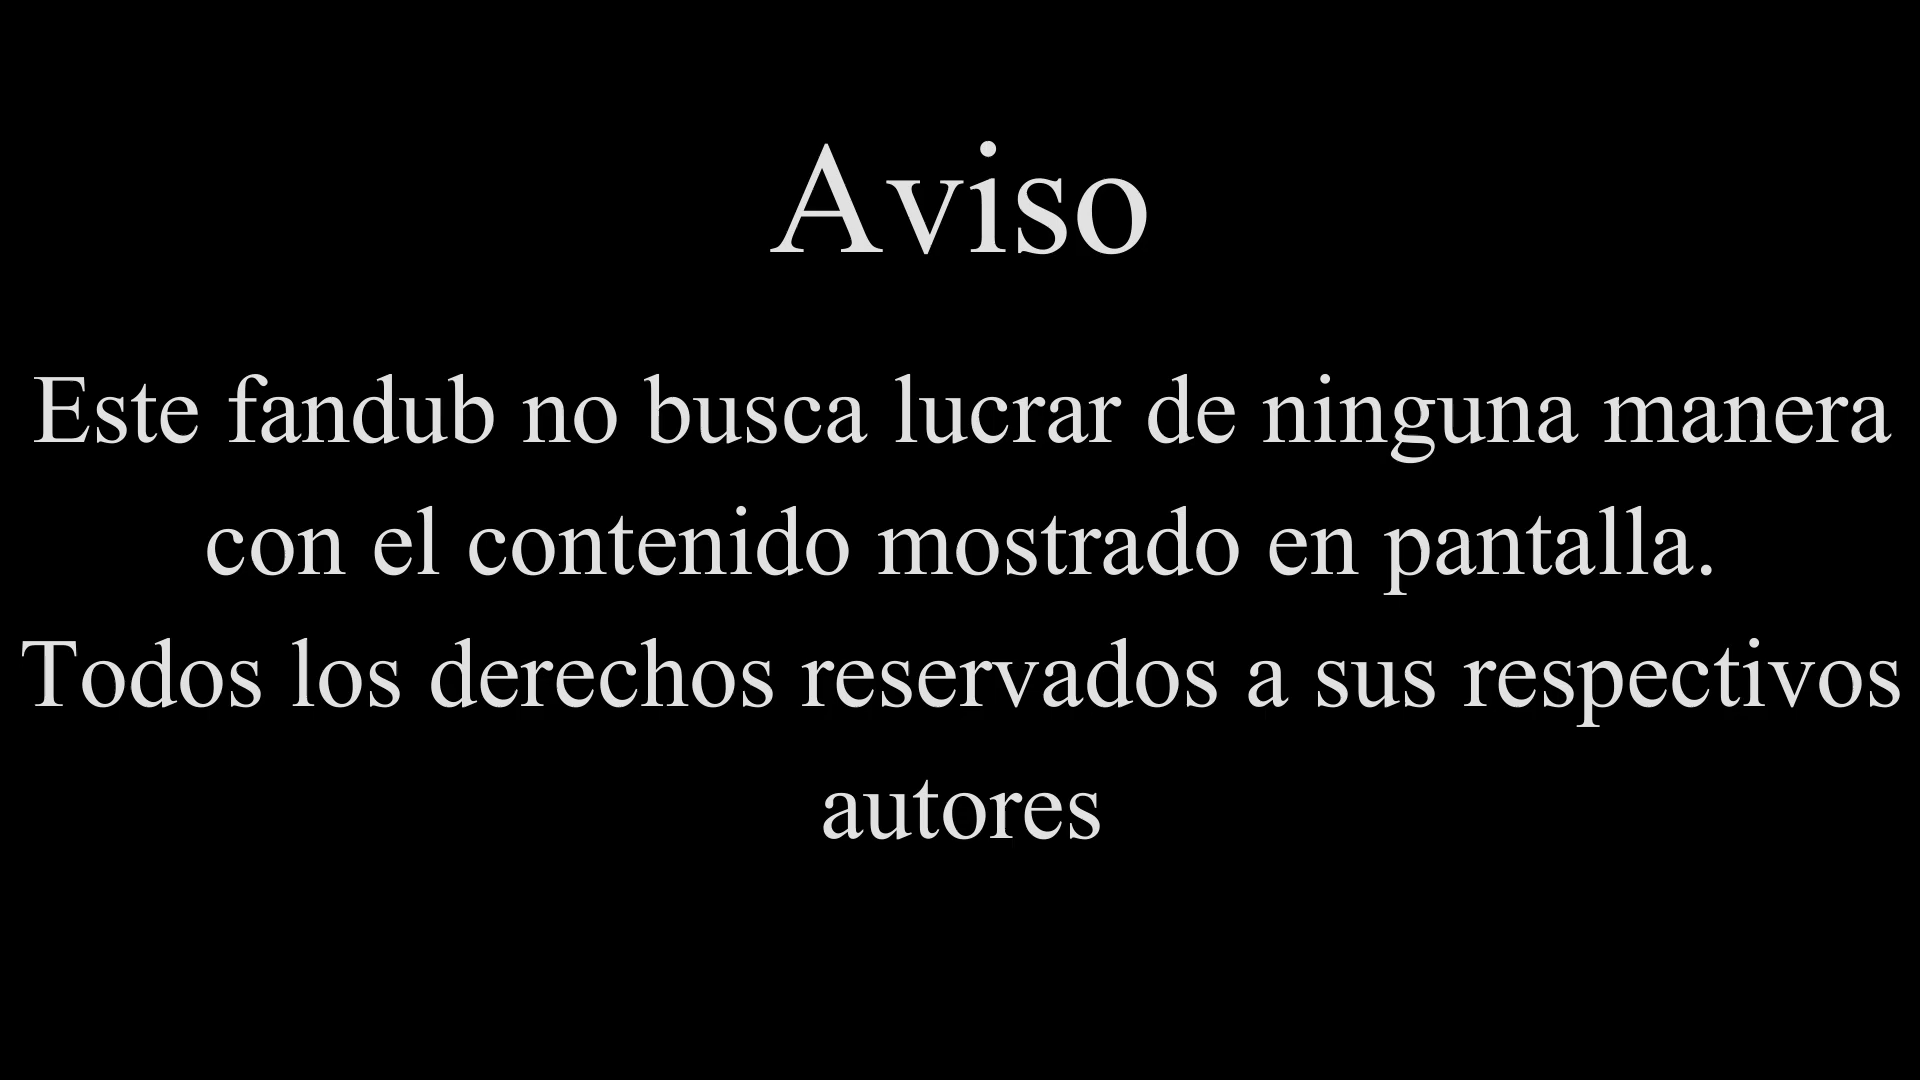 Aviso
Este fandub no busca lucrar de ninguna manera
con el contenido mostrado en pantalla.
Todos los derechos reservados a sus respectivos
autores